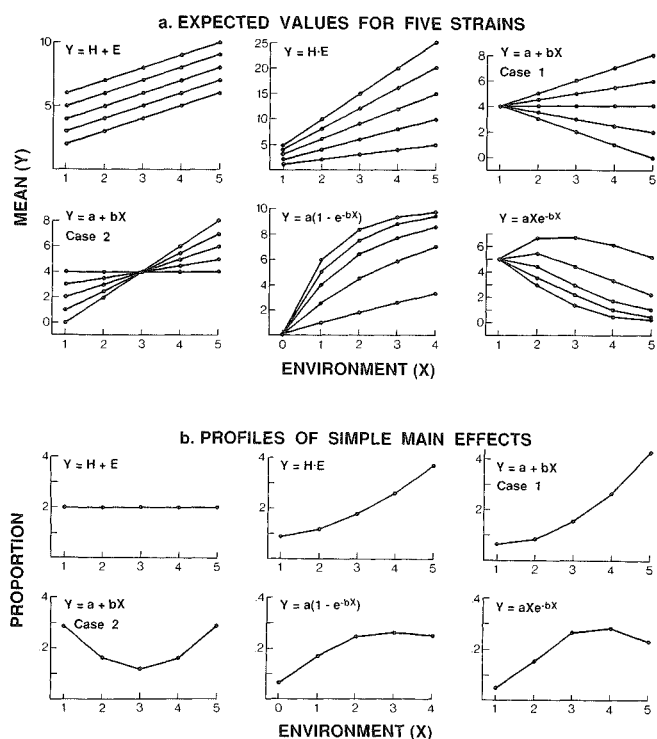 a. EXPECTED VALUES FOR FIVE STRAINS
MEAN (Y)
Y = H + E
10
5
1 2 3 4 5
Y = H·E
25
20
15
10
5
1 2 3 4 5
Y = a + bX
Case 1
8
6
4
2
0
1 2 3 4 5
Y = a + bX
Case 2
8
6
4
2
0
1 2 3 4 5
Y = a(1 - e-bX)
10
8
6
4
2
0 1 2 3 4
Y = aXe-bX
6
4
2
0
1 2 3 4 5
ENVIRONMENT (X)
b. PROFILES OF SIMPLE MAIN EFFECTS
PROPORTION
Y = H + E
4
2
1 2 3 4 5
Y = H·E
4
2
1 2 3 4 5
Y = a + bX
Case 1
4
2
1 2 3 4 5
Y = a + bX
Case 2
.4
.2
1 2 3 4 5
Y = a(1 - e-bX)
.4
.2
0 1 2 3 4
Y = aXe-bX
.4
.2
1 2 3 4 5
ENVIRONMENT (X)